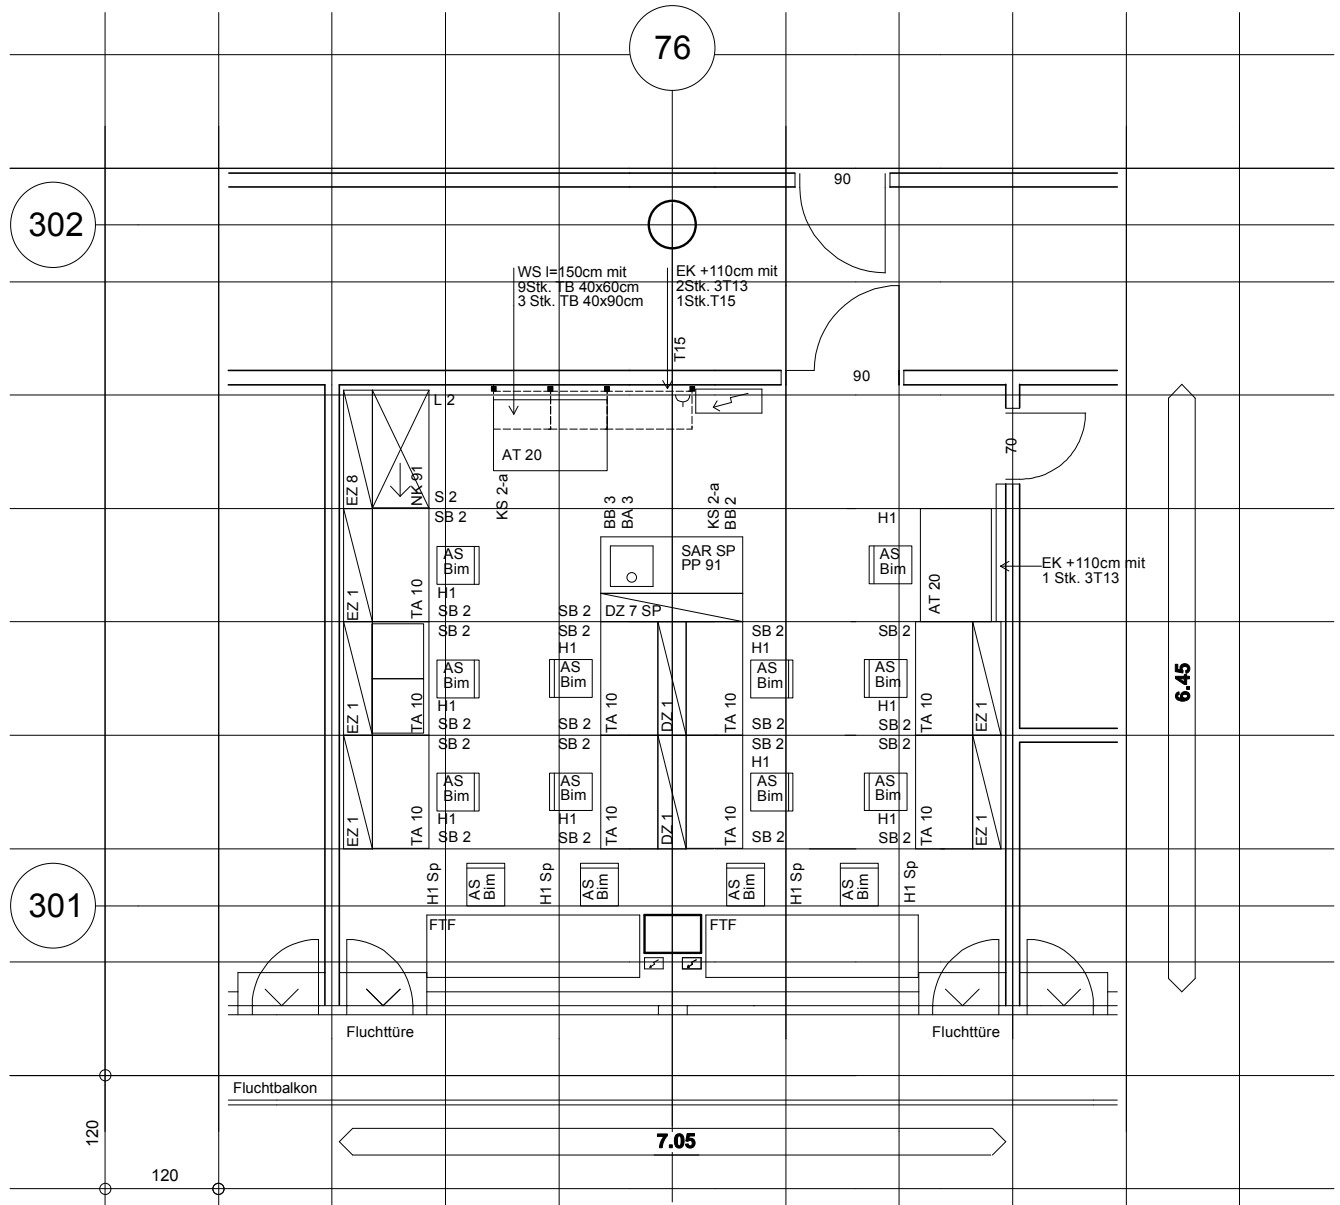 76
90
302
WS l=150cm mit
9Stk. TB 40x60cm
3 Stk. TB 40x90cm
EK +110cm mit
2Stk. 3T13
1Stk.T15
T15
90
L 2
70
AT 20
EZ 8
NK 91
S 2
KS 2-a
BB 3
BA 3
KS 2-a
BB 2
SB 2
H1
AS
Bim
SAR SP
PP 91
AS
Bim
EK +110cm mit
1 Stk. 3T13
AT 20
EZ 1
TA 10
H1
SB 2
SB 2
DZ 7 SP
SB 2
SB 2
SB 2
SB 2
H1
H1
AS
Bim
AS
Bim
AS
Bim
AS
Bim
EZ 1
TA 10
H1
SB 2
SB 2
TA 10
DZ 1
TA 10
SB 2
H1
SB 2
TA 10
EZ 1
6.45
SB 2
SB 2
SB 2
SB 2
H1
AS
Bim
AS
Bim
AS
Bim
AS
Bim
EZ 1
TA 10
H1
SB 2
H1
SB 2
TA 10
DZ 1
TA 10
SB 2
H1
SB 2
TA 10
EZ 1
H1 Sp
AS
Bim
H1 Sp
AS
Bim
AS
Bim
H1 Sp
AS
Bim
H1 Sp
301
FTF
FTF
Fluchttüre
Fluchttüre
Fluchtbalkon
120
7.05
120